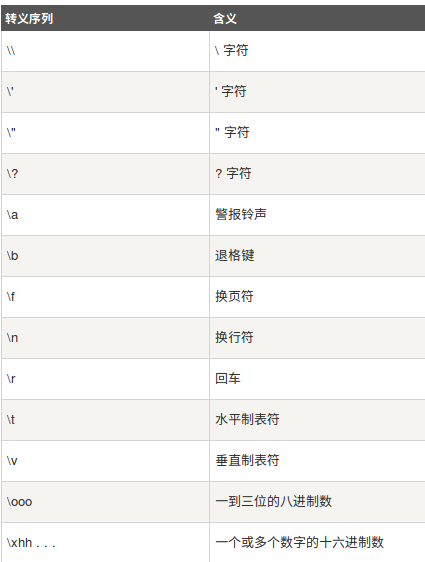 转义序列 含义
\\ \ 字符
\' ' 字符
\" " 字符
\? ? 字符
\a 警报铃声
\b 退格键
\f 换页符
\n 换行符
\r 回车
\t 水平制表符
\v 垂直制表符
\ooo 一到三位的八进制数
\xhh . . . 一个或多个数字的十六进制数